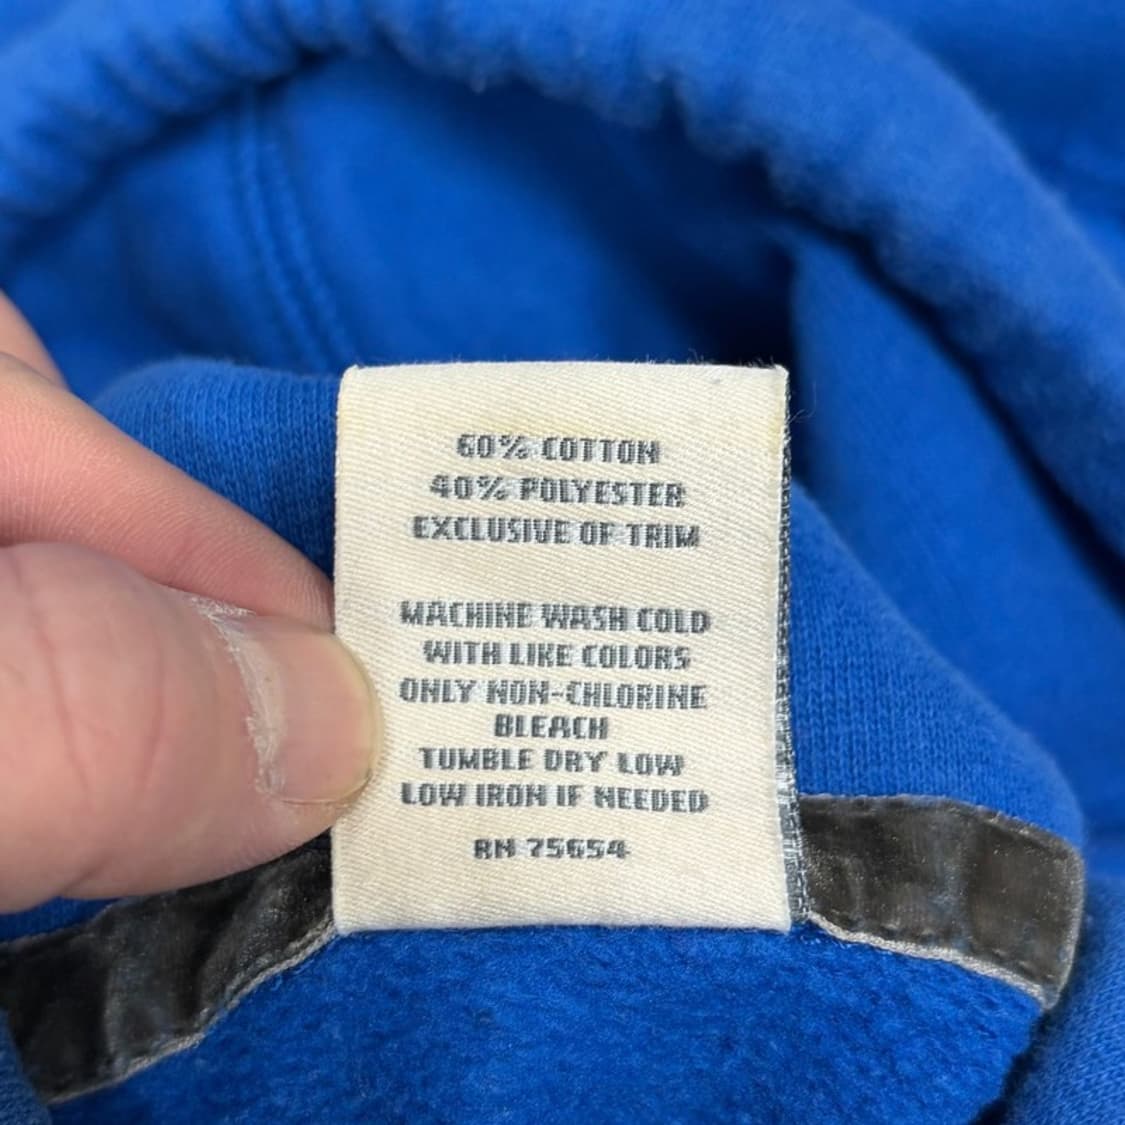 60% COTTON
40% POLYESTER
EXCLUSIVE OF TRIM
MACHINE WASH COLD
WITH LIKE COLORS
ONLY NON-CHLORINE
BLEACH
TUMBLE DRY LOW
LOW IRON IF NEEDED
RN 75654